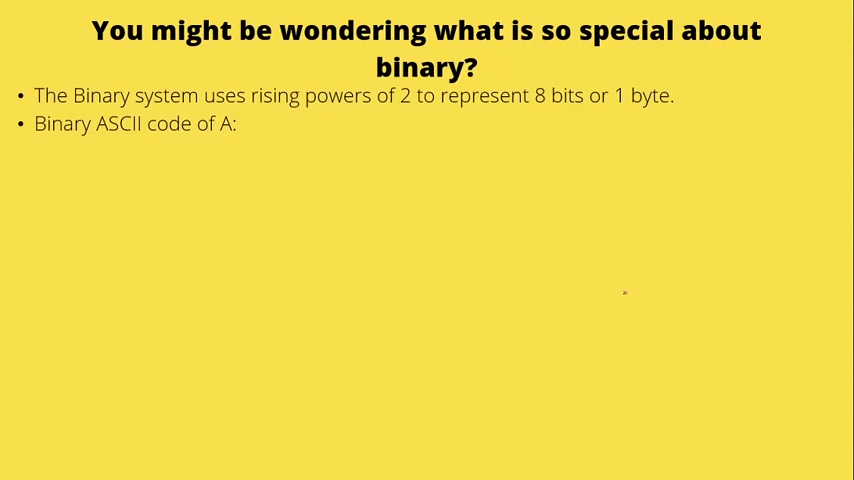 You might be wondering what is so special about
binary?
• The Binary system uses rising powers of 2 to represent 8 bits or 1 byte.
• Binary ASCII code of A: